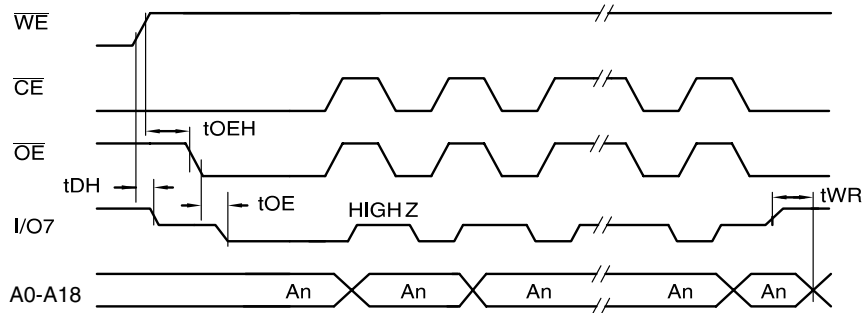 WE
CE
tOEH
OE
tDH
tOE
tWR
HIGH Z
I/O7
A0-A18
An An An An An